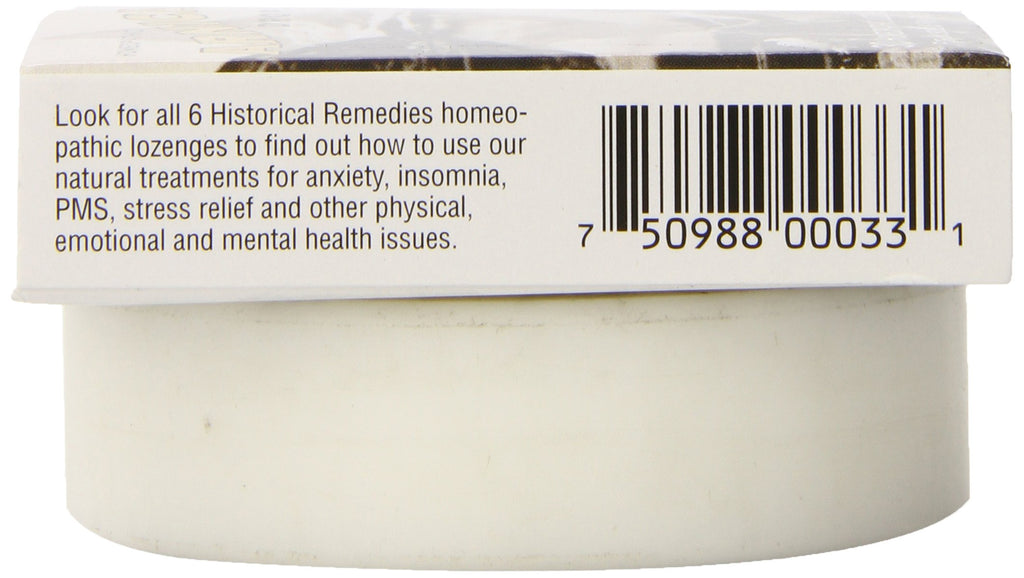 Look for all 6 Historical Remedies homeo-
pathic lozenges to find out how to use our
natural treatments for anxiety, insomnia,
PMS, stress relief and other physical,
emotional and mental health issues.
7 50988 00033 1